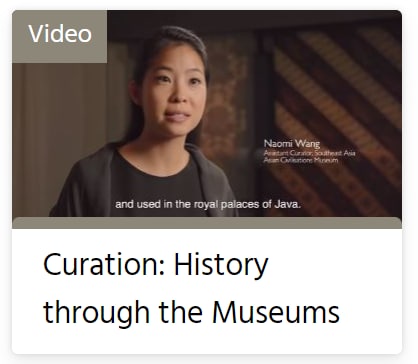 Video
Naomi Wang
Assistant Curator, Southeast Asia
Asian Civilisations Museum
and used in the royal palaces of Java.
Curation: History
through the Museums